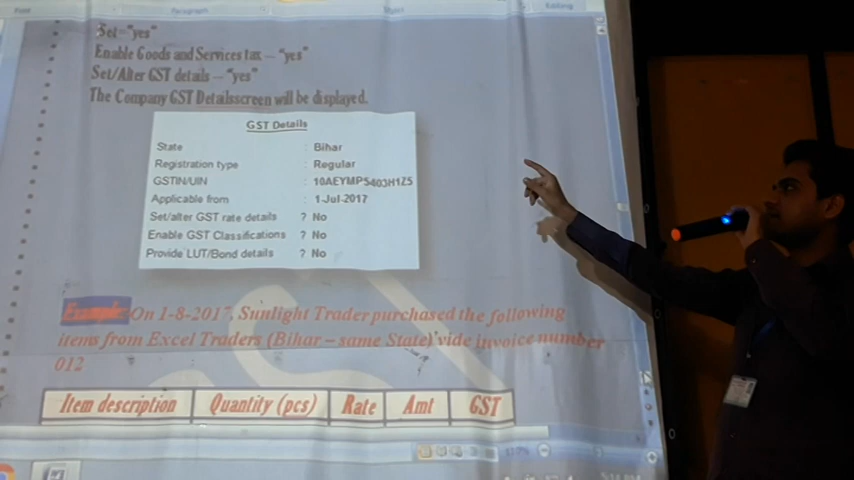 Set="yes"
Enable Goods and Services tax – "yes"
Set/Alter GST details – "yes"
The Company GST Detailsscreen will be displayed.
GST Details
State : Bihar
Registration type : Regular
GSTIN/UIN : 10AEYMP5403H1Z5
Applicable from : 1-Jul-2017
Set/alter GST rate details ? No
Enable GST Classifications ? No
Provide LUT/Bond details ? No
Example On 1-8-2017, Sunlight Trader purchased the following
items from Excel Traders (Bihar – same State) vide invoice number
012
Item description Quantity (pcs) Rate Amt GST
Paragraph
Editing